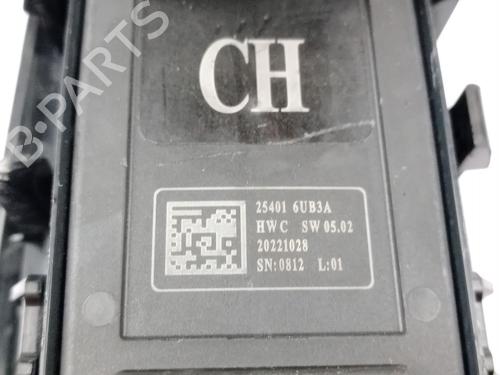 CH
25401 6UB3A
HWC SW 05.02
20221028
SN:0812 L:01
B-PARTS